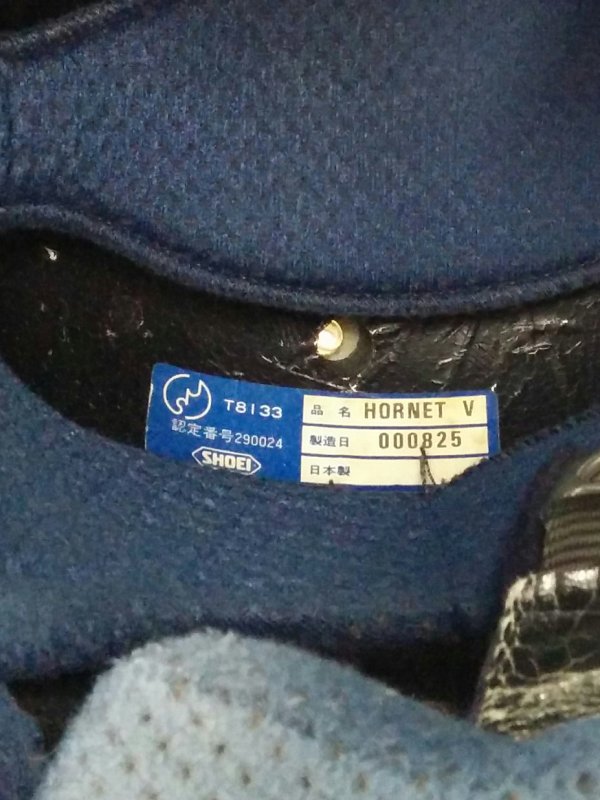 T8133
認定番号290024
SHOEI
品 名 HORNET V
製造日 000825
日本製